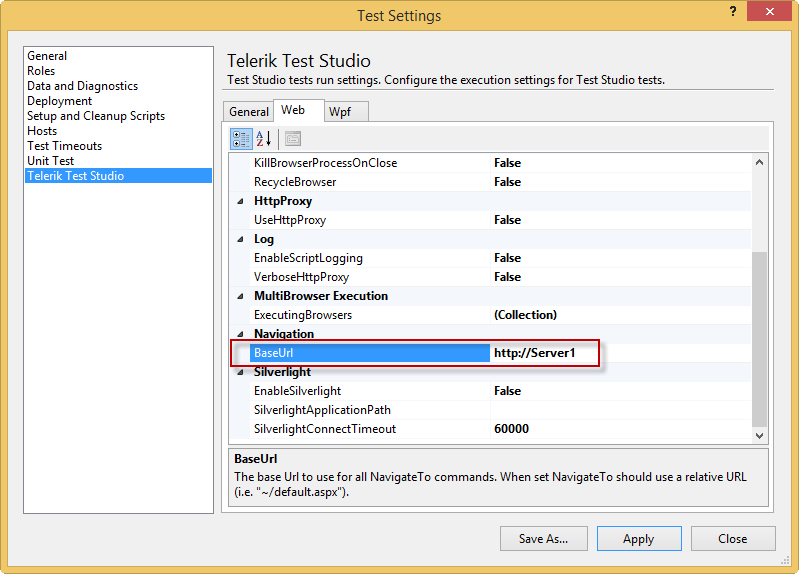 Test Settings
?
General
Roles
Data and Diagnostics
Deployment
Setup and Cleanup Scripts
Hosts
Test Timeouts
Unit Test
Telerik Test Studio
Telerik Test Studio
Test Studio tests run settings. Configure the execution settings for Test Studio tests.
General Web Wpf
KillBrowserProcessOnClose False
RecycleBrowser False
HttpProxy
UseHttpProxy False
Log
EnableScriptLogging False
VerboseHttpProxy False
MultiBrowser Execution
ExecutingBrowsers (Collection)
Navigation
BaseUrl http://Server1
Silverlight
EnableSilverlight False
SilverlightApplicationPath
SilverlightConnectTimeout 60000
BaseUrl
The base Url to use for all NavigateTo commands. When set NavigateTo should use a relative URL
(i.e. "~/default.aspx").
Save As... Apply Close